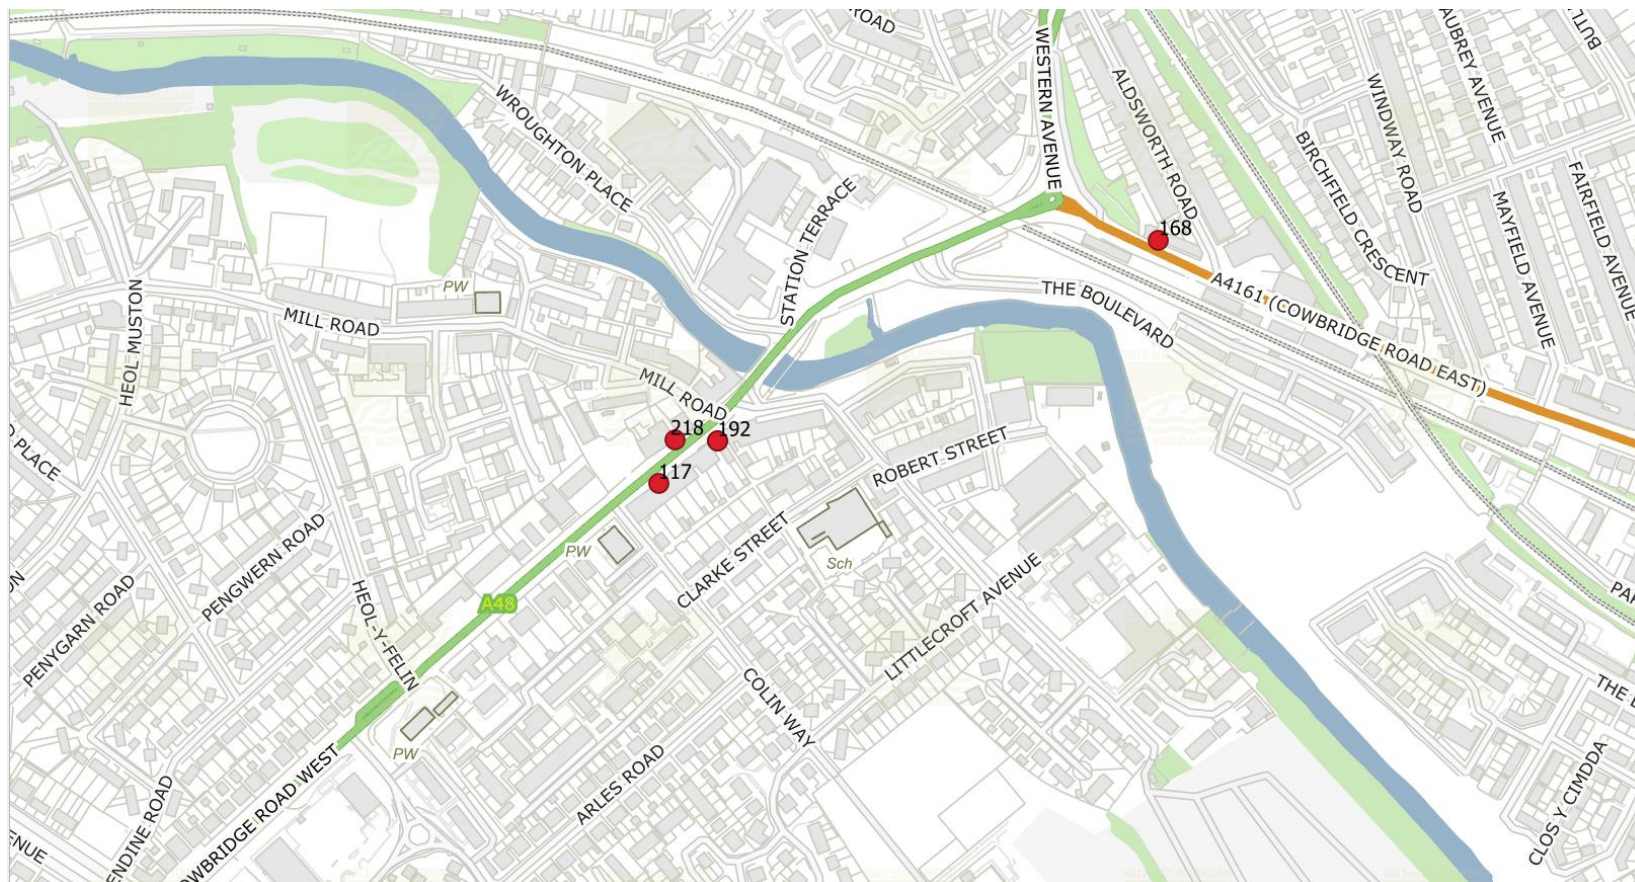 ROAD
WESTERN AVENUE
ALDSWORTH ROAD
WINDWAY ROAD
AUBREY AVENUE
BUTL
WROUGHTON PLACE
BIRCHFIELD CRESCENT
MAYFIELD AVENUE
FAIRFIELD AVENUE
STATION TERRACE
168
A4161 (COWBRIDGE ROAD EAST)
THE BOULEVARD
PW
HEOL MUSTON
MILL ROAD
MILL ROAD
218
192
117
D PLACE
ROBERT STREET
CLARKE STREET
PW
Sch
PENGWERN ROAD
PENYGARN ROAD
ON
HEOL-Y-FELIN
A48
LITTLECROFT AVENUE
COLIN WAY
PAR
THE B
PW
COWBRIDGE ROAD WEST
ARLES ROAD
ENDINE ROAD
ENUE
CLOS Y CIMDDA